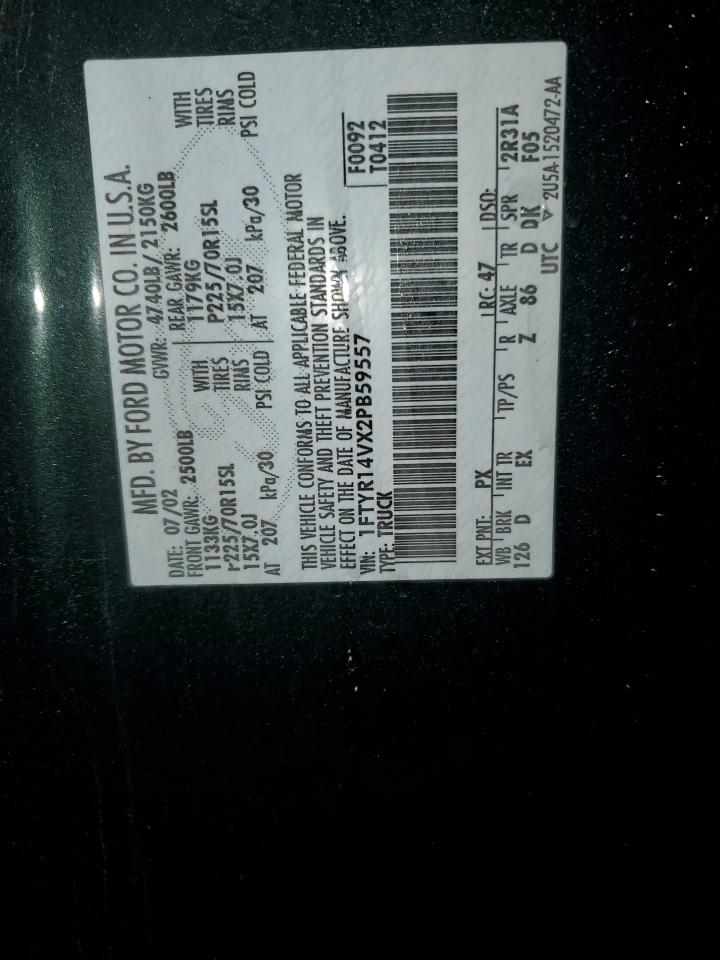 MFD. BY FORD MOTOR CO. IN U.S.A.
DATE: 07/02 GVWR: 4740LB / 2150KG
FRONT GAWR: 2500LB REAR GAWR: 2600LB
1133KG WITH 1179KG WITH
P225/70R15SL TIRES P225/70R15SL TIRES
15X7.0J RIMS 15X7.0J RIMS
AT 207 kPa/30 PSI COLD AT 207 kPa/30 PSI COLD
THIS VEHICLE CONFORMS TO ALL APPLICABLE FEDERAL MOTOR
VEHICLE SAFETY AND THEFT PREVENTION STANDARDS IN
EFFECT ON THE DATE OF MANUFACTURE SHOWN ABOVE.
VIN: 1FTYR14VX2PB59557 F0092
TYPE: TRUCK T0412
EXT PNT: PX RC: 47 DSO:
WB BRK INT TR TP/PS R AXLE TR SPR 2R31A
126 D EX Z 86 D DK F05
UTC ▽ 2U5A-1520472-AA